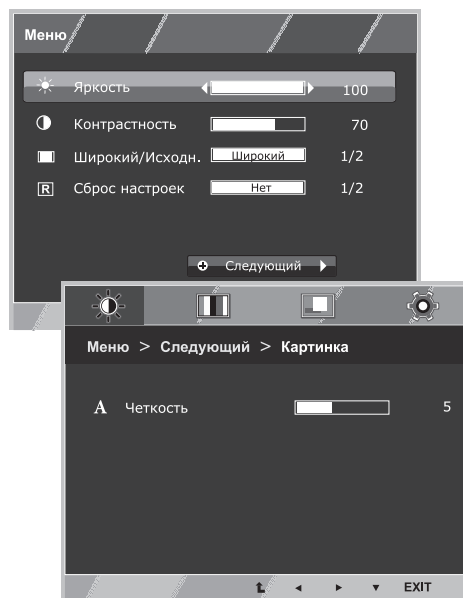 Меню
Яркость 100
Контрастность 70
Широкий/Исходн. Широкий 1/2
R Сброс настроек Нет 1/2
Следующий
Меню > Следующий > Картинка
A Четкость 5
EXIT